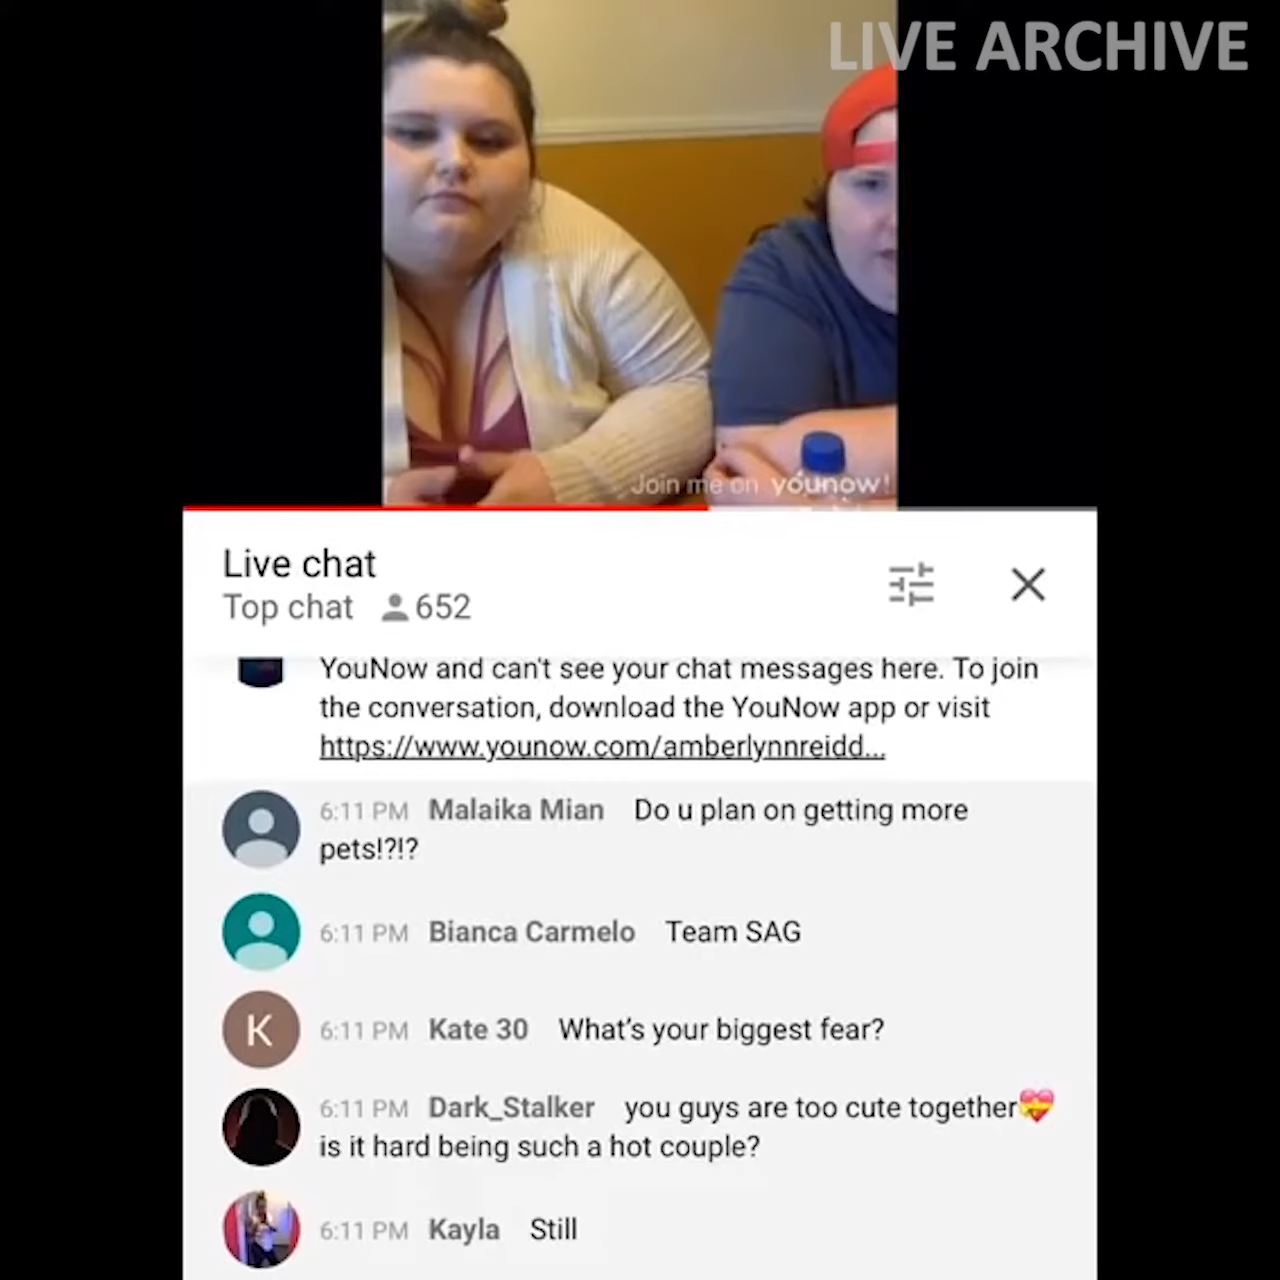 LIVE ARCHIVE
Join me on younow!
Live chat
Top chat 652
YouNow and can't see your chat messages here. To join
the conversation, download the YouNow app or visit
https://www.younow.com/amberlynnreidd...
6:11 PM Malaika Mian Do u plan on getting more
pets!?!?
6:11 PM Bianca Carmelo Team SAG
K 6:11 PM Kate 30 What's your biggest fear?
6:11 PM Dark_Stalker you guys are too cute together💝
is it hard being such a hot couple?
6:11 PM Kayla Still